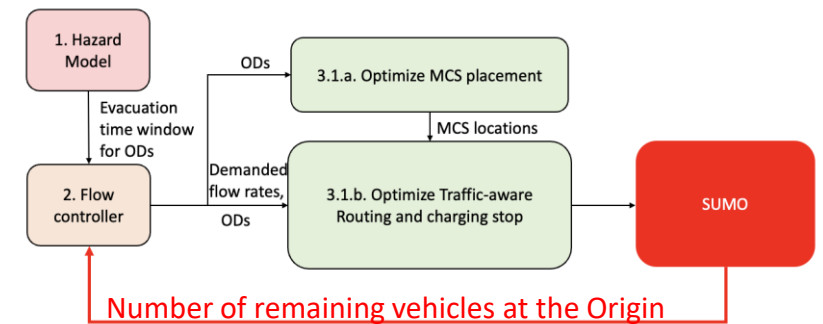 1. Hazard
Model
ODs
3.1.a. Optimize MCS placement
Evacuation
time window
for ODs
MCS locations
2. Flow
controller
Demanded
flow rates,
ODs
3.1.b. Optimize Traffic-aware
Routing and charging stop
SUMO
Number of remaining vehicles at the Origin